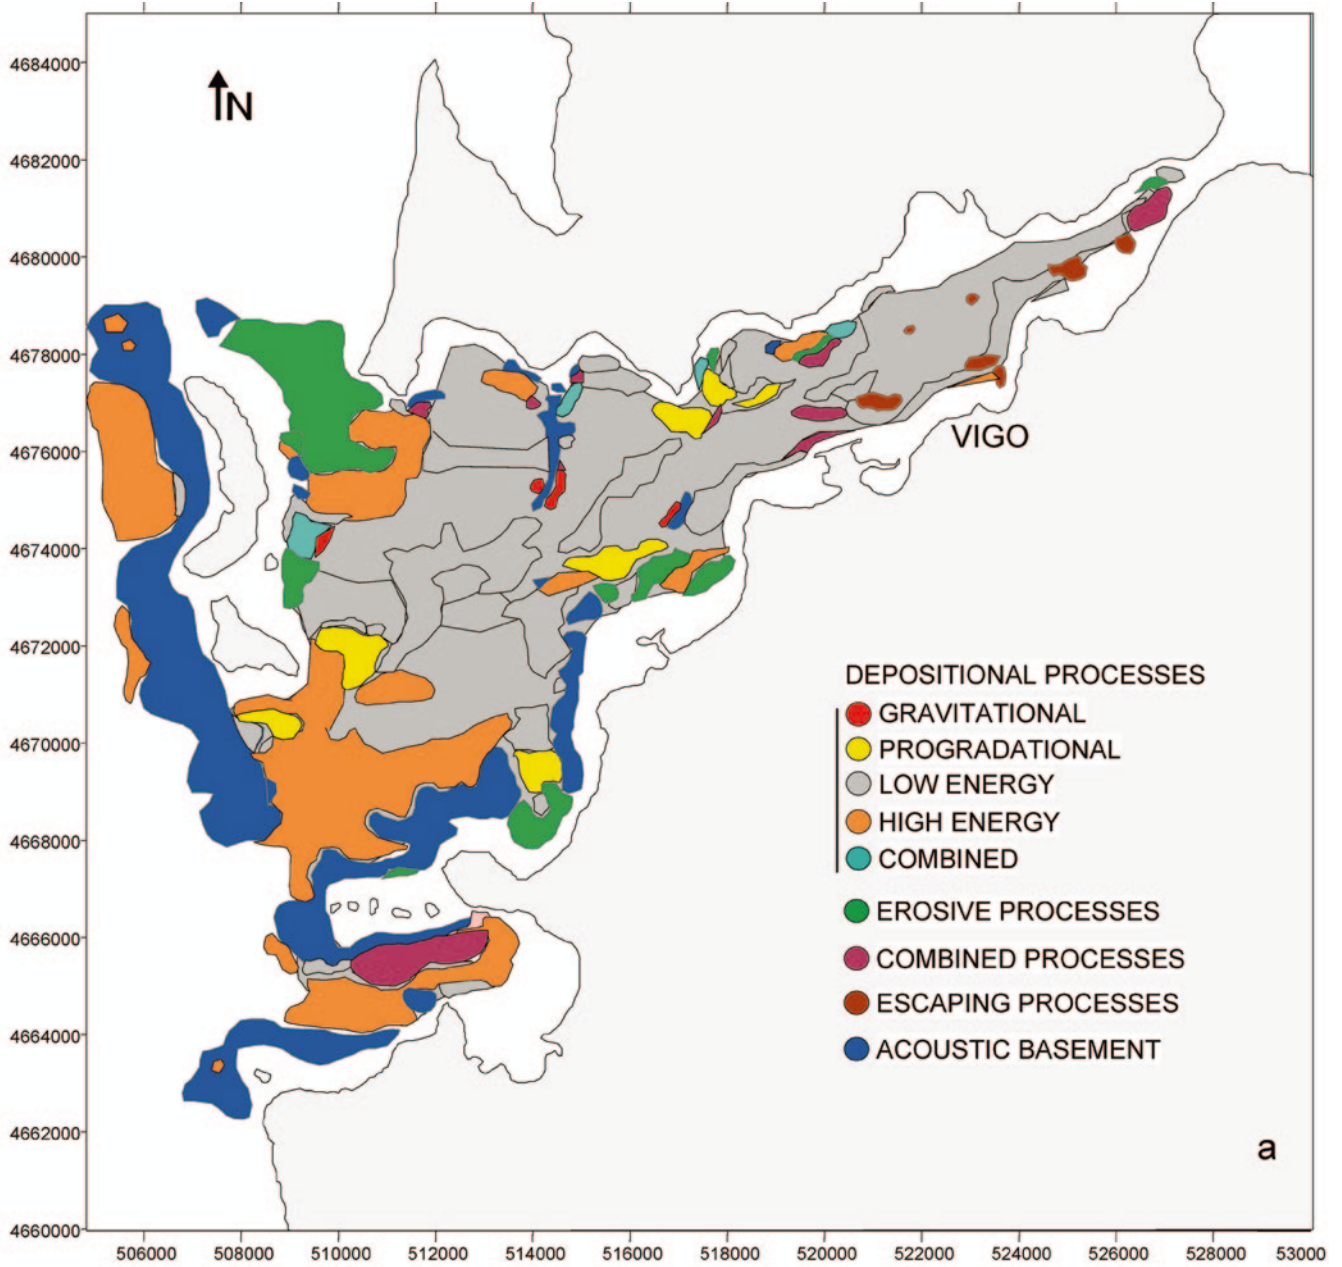 4684000
N
4682000
4680000
4678000
4676000
VIGO
4674000
4672000
DEPOSITIONAL PROCESSES
GRAVITATIONAL
4670000
PROGRADATIONAL
LOW ENERGY
HIGH ENERGY
4668000
COMBINED
EROSIVE PROCESSES
4666000
COMBINED PROCESSES
ESCAPING PROCESSES
4664000
ACOUSTIC BASEMENT
4662000
a
4660000
506000 508000 510000 512000 514000 516000 518000 520000 522000 524000 526000 528000 53000